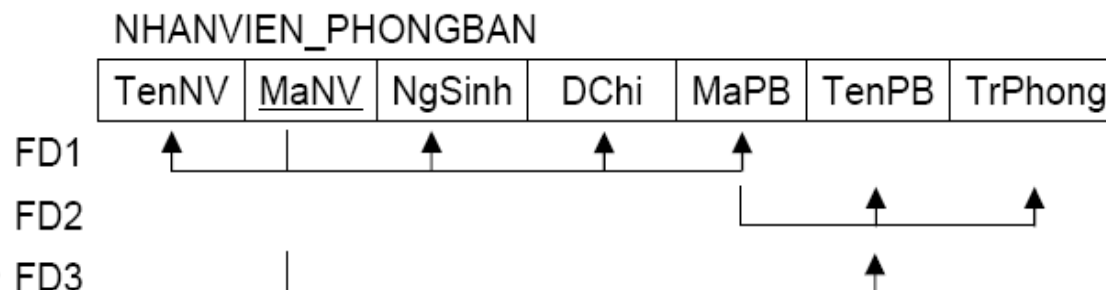 NHANVIEN_PHONGBAN
TenNV MaNV NgSinh DChi MaPB TenPB TrPhong
FD1
FD2
FD3